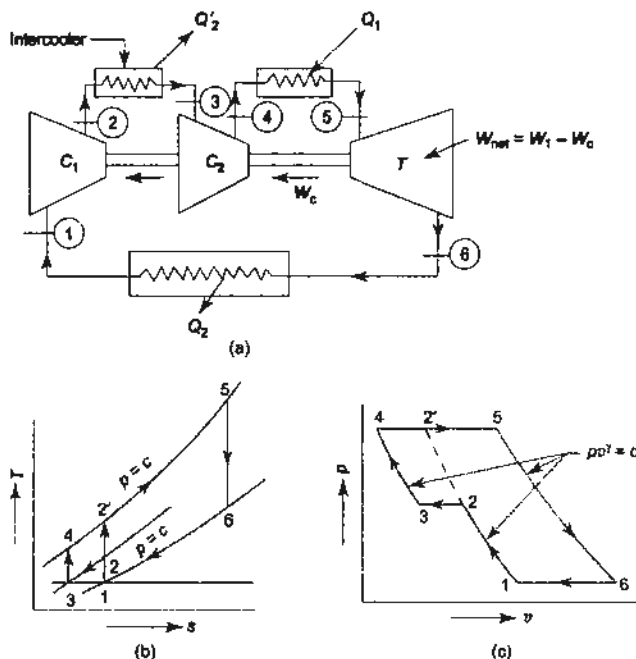 Intercooler
Q'2
Q1
2
3
4
5
C1
C2
T
Wnet = WT – Wc
Wc
1
6
Q2
(a)
T
s
5
p = c
2'
4
p = c
6
2
3
1
(b)
p
v
4
2'
5
pvγ = c
3
2
1
6
(c)